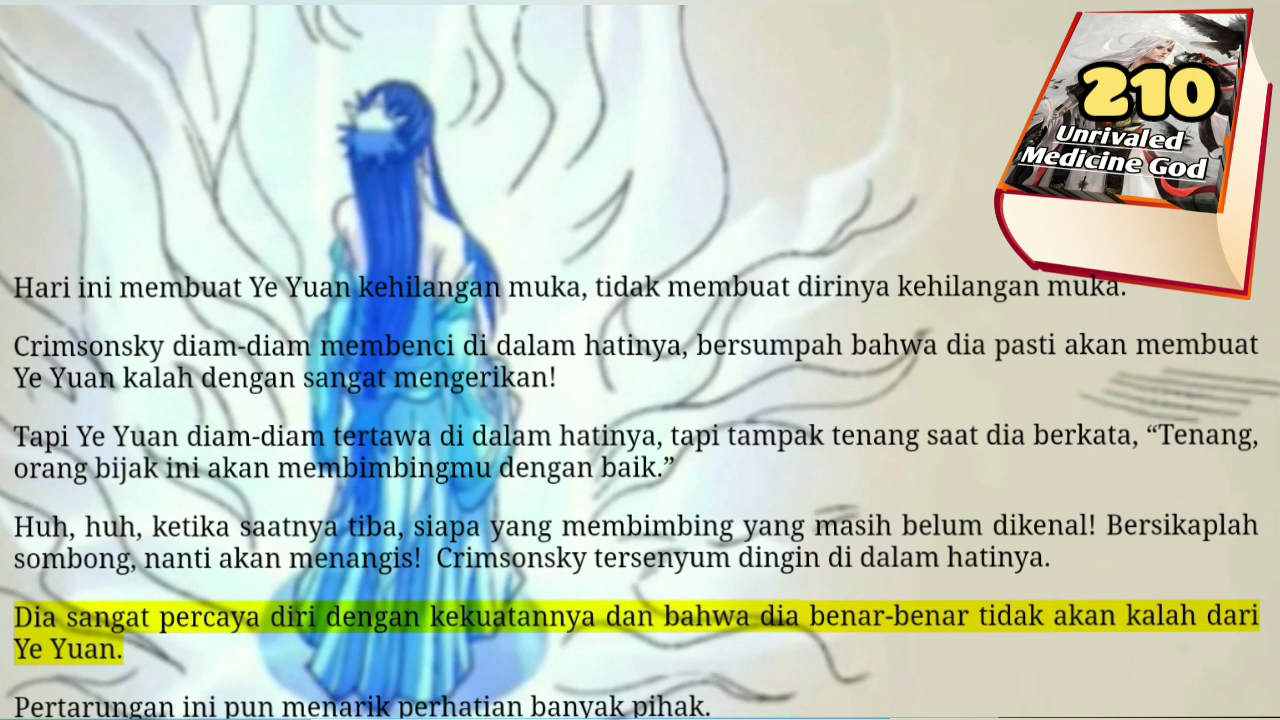 210
Unrivaled
Medicine God
Hari ini membuat Ye Yuan kehilangan muka, tidak membuat dirinya kehilangan muka.
Crimsonsky diam-diam membenci di dalam hatinya, bersumpah bahwa dia pasti akan membuat
Ye Yuan kalah dengan sangat mengerikan!
Tapi Ye Yuan diam-diam tertawa di dalam hatinya, tapi tampak tenang saat dia berkata, “Tenang,
orang bijak ini akan membimbingmu dengan baik.”
Huh, huh, ketika saatnya tiba, siapa yang membimbing yang masih belum dikenal! Bersikaplah
sombong, nanti akan menangis!  Crimsonsky tersenyum dingin di dalam hatinya.
Dia sangat percaya diri dengan kekuatannya dan bahwa dia benar-benar tidak akan kalah dari
Ye Yuan.
Pertarungan ini pun menarik perhatian banyak pihak.